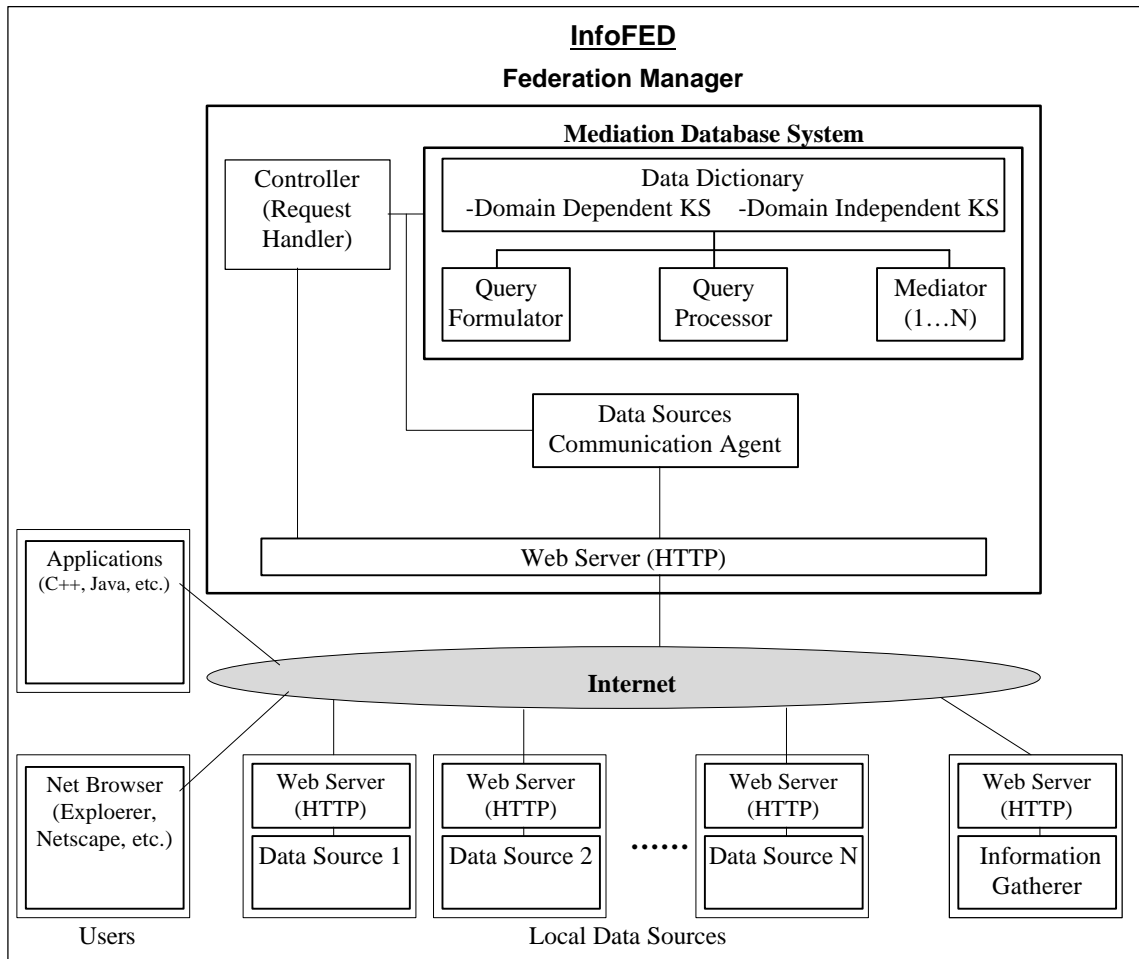 InfoFED
Federation Manager
Mediation Database System
Controller
(Request
Handler)
Data Dictionary
-Domain Dependent KS -Domain Independent KS
Query
Formulator
Query
Processor
Mediator
(1…N)
Data Sources
Communication Agent
Web Server (HTTP)
Applications
(C++, Java, etc.)
Internet
Net Browser
(Exploerer,
Netscape, etc.)
Users
Web Server
(HTTP)
Data Source 1
Web Server
(HTTP)
Data Source 2
......
Web Server
(HTTP)
Data Source N
Local Data Sources
Web Server
(HTTP)
Information
Gatherer